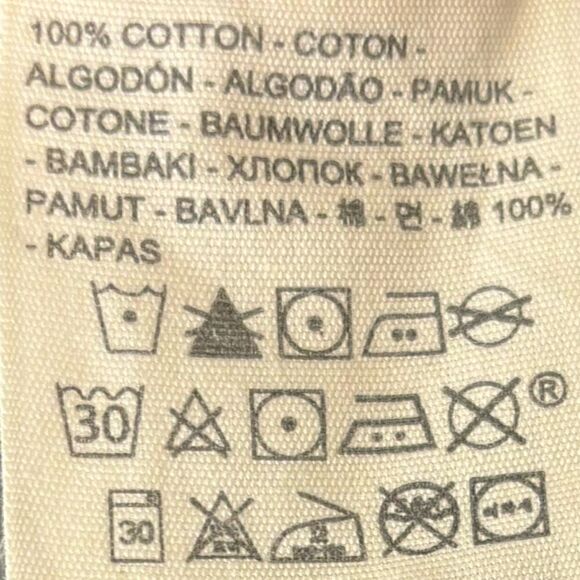 100% COTTON - COTON -
ALGODÓN - ALGODÃO - PAMUK -
COTONE - BAUMWOLLE - KATOEN
- BAMBAKI - ХЛОПОК - BAWEŁNA -
PAMUT - BAVLNA - 棉 - 면 - 綿 100%
- KAPAS
30 ®
30